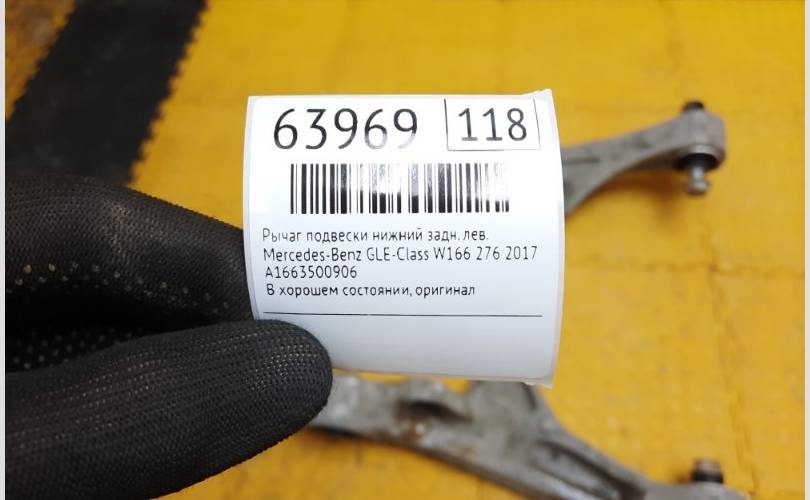 63969 118
Рычаг подвески нижний задн. лев.
Mercedes-Benz GLE-Class W166 276 2017
A1663500906
В хорошем состоянии, оригинал